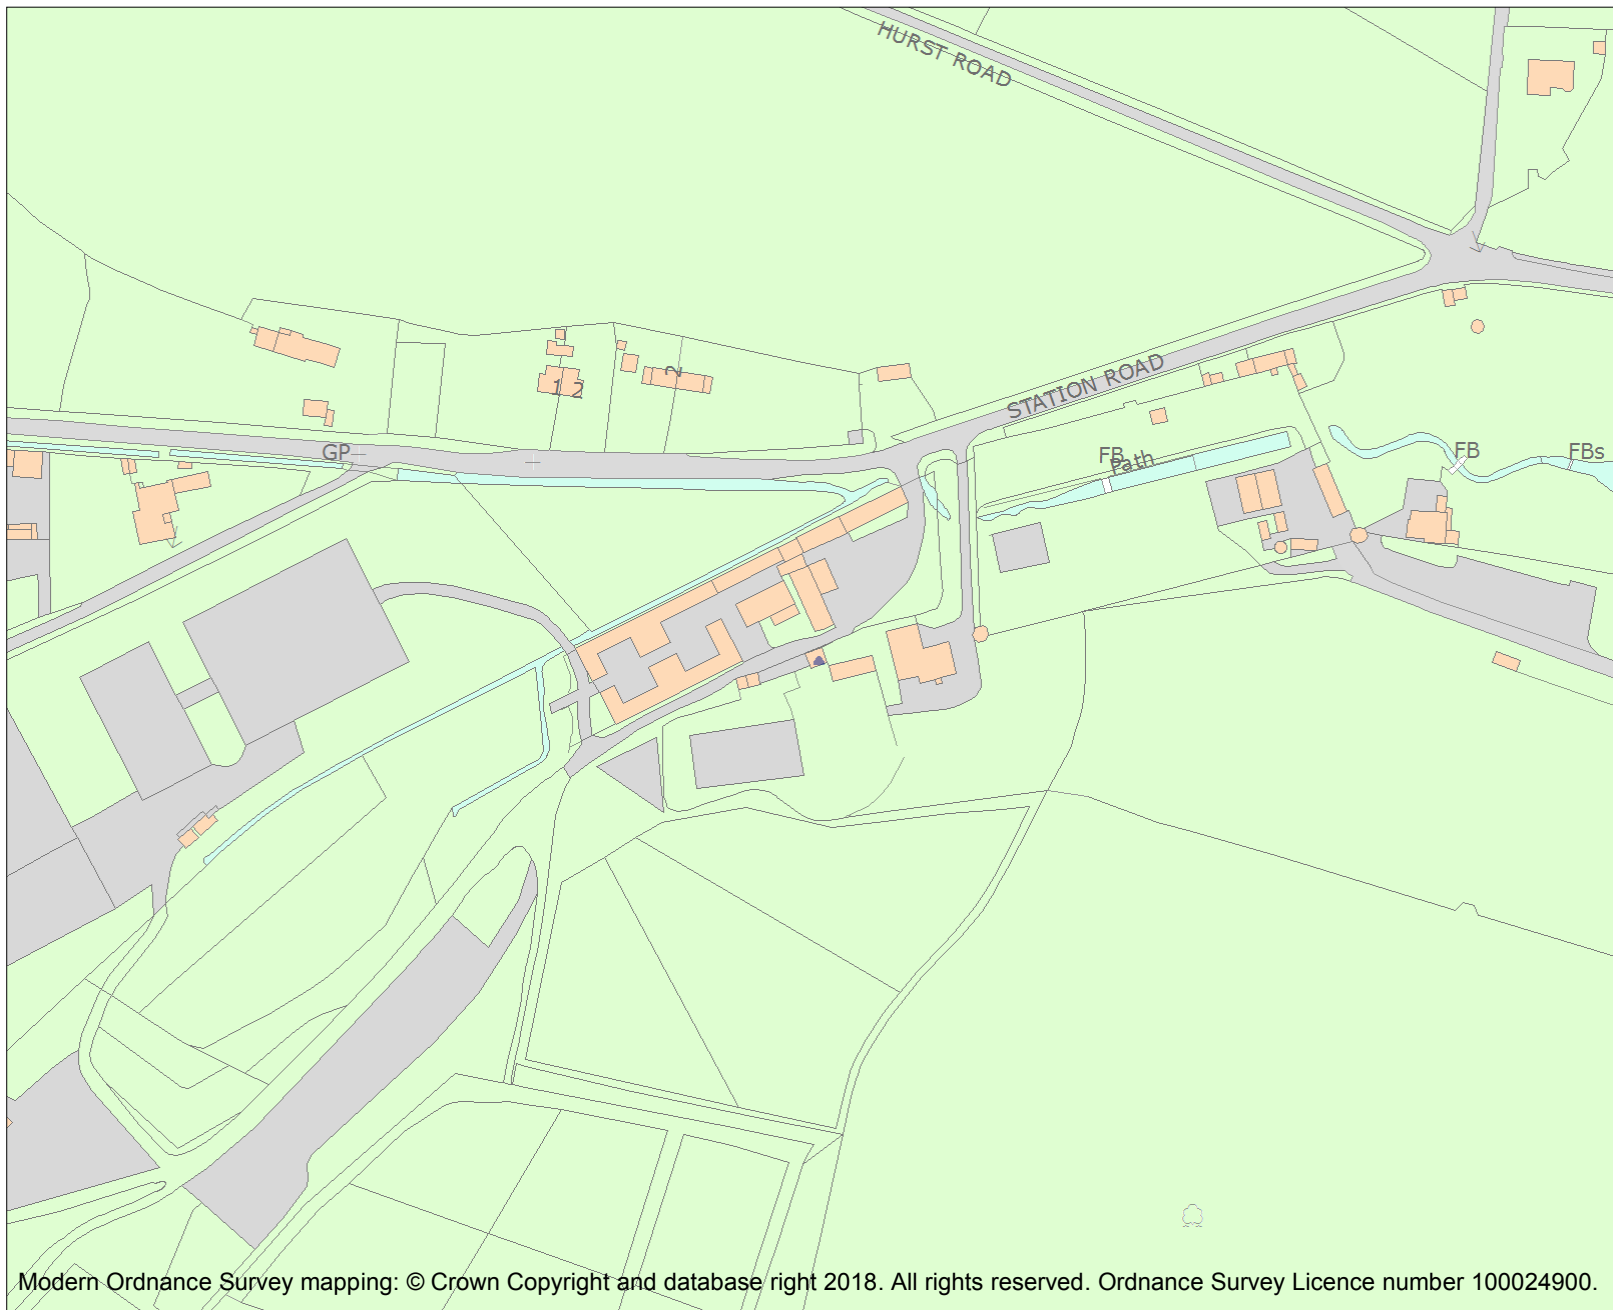 HURST ROAD
STATION ROAD
2
1 2
GP
FB
Path
FB
FBs
Modern Ordnance Survey mapping: © Crown Copyright and database right 2018. All rights reserved. Ordnance Survey Licence number 100024900.